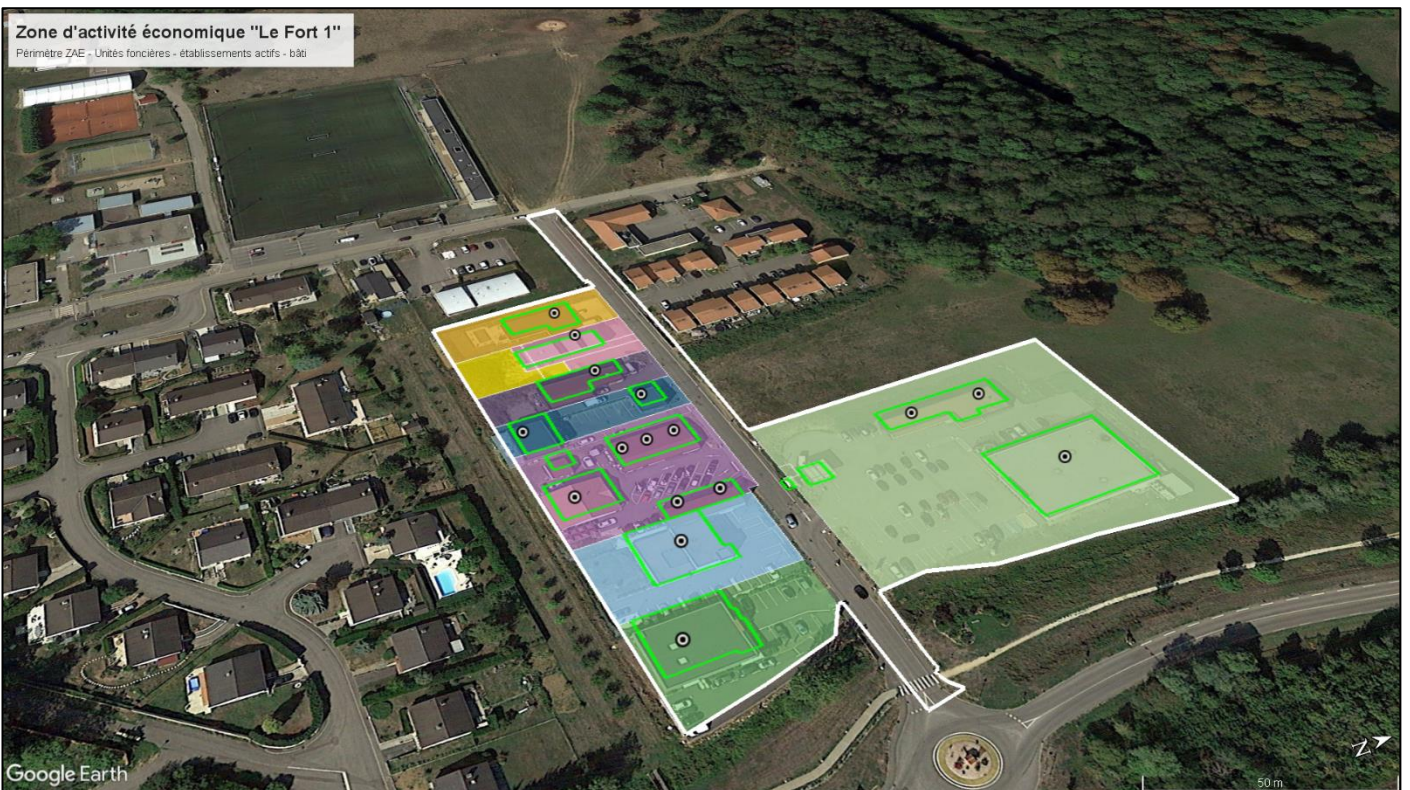 Zone d'activité économique "Le Fort 1"
Périmètre ZAE - Unités foncières - établissements actifs - bâti
Google Earth
Z
50 m